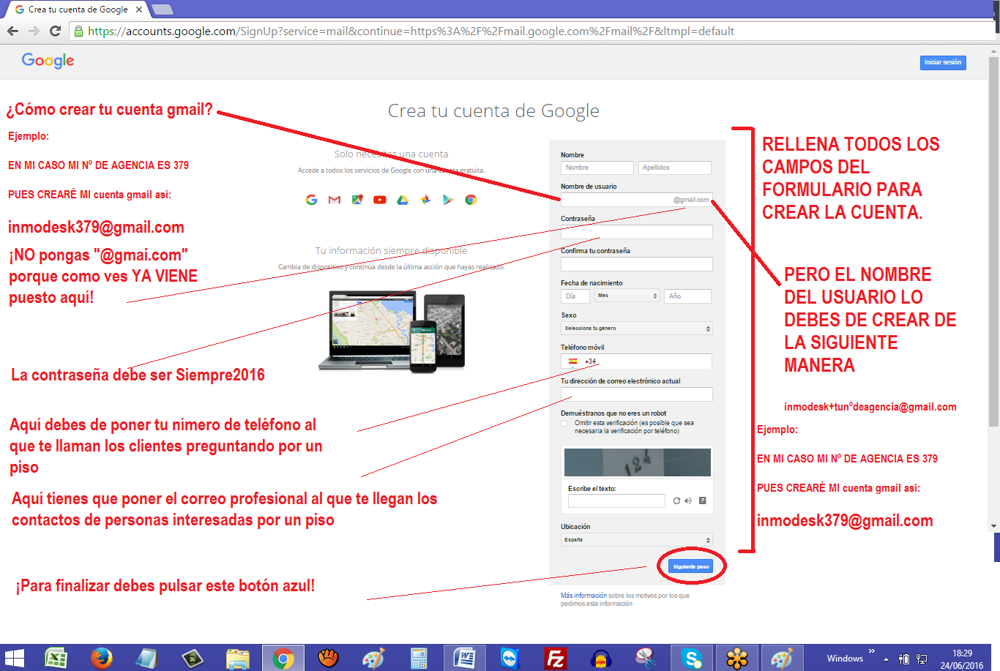 Crea tu cuenta de Google
https://accounts.google.com/SignUp?service=mail&continue=https%3A%2F%2Fmail.google.com%2Fmail%2F&ltmpl=default
Google
Iniciar sesión
¿Cómo crear tu cuenta gmail?
Ejemplo:
EN MI CASO MI Nº DE AGENCIA ES 379
PUES CREARÉ MI cuenta gmail así:
inmodesk379@gmail.com
¡NO pongas "@gmai.com"
porque como ves YA VIENE
puesto aquí!
La contraseña debe ser Siempre2016
Aquí debes de poner tu nímero de teléfono al
que te llaman los clientes preguntando por un
piso
Aquí tienes que poner el correo profesional al que te llegan los
contactos de personas interesadas por un piso
¡Para finalizar debes pulsar este botón azul!
Crea tu cuenta de Google
Solo necesitas una cuenta
Accede a todos los servicios de Google con una cuenta gratuita.
Tu información siempre disponible
Cambia de dispositivo y continúa desde la última acción que hayas realizado.
Nombre
Nombre
Apellidos
Nombre de usuario
@gmail.com
Contraseña
Confirma tu contraseña
Fecha de nacimiento
Día
Mes
Año
Sexo
Selecciona tu género
Teléfono móvil
+34
Tu dirección de correo electrónico actual
Demuéstranos que no eres un robot
Omitir esta verificación (es posible que sea
necesaria la verificación por teléfono)
124
Escribe el texto:
Ubicación
España
Siguiente paso
Más información sobre los motivos por los que
pedimos esta información
RELLENA TODOS LOS
CAMPOS DEL
FORMULARIO PARA
CREAR LA CUENTA.
PERO EL NOMBRE
DEL USUARIO LO
DEBES DE CREAR DE
LA SIGUIENTE
MANERA
inmodesk+tunºdeagencia@gmail.com
Ejemplo:
EN MI CASO MI Nº DE AGENCIA ES 379
PUES CREARÉ MI cuenta gmail así:
inmodesk379@gmail.com
Windows
18:29
24/06/2016